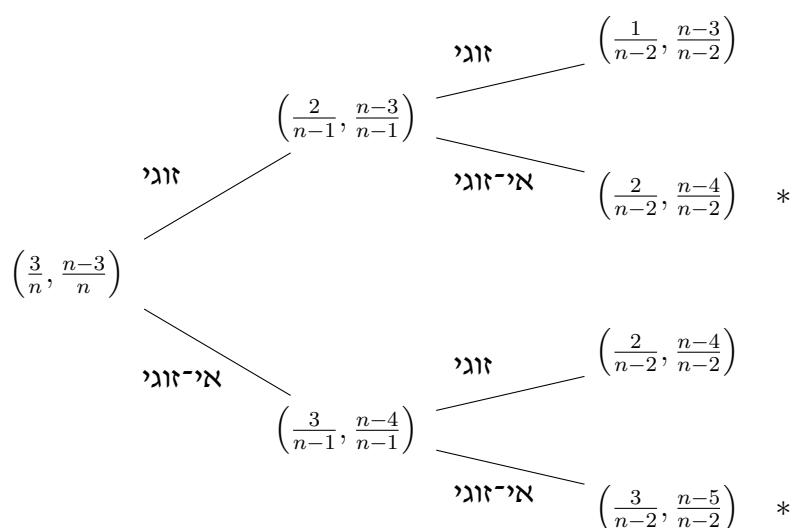 (1/(n−2), (n−3)/(n−2))
זוגי
(2/(n−1), (n−3)/(n−1))
אי־זוגי
זוגי
(2/(n−2), (n−4)/(n−2)) *
(3/n, (n−3)/n)
(2/(n−2), (n−4)/(n−2))
זוגי
אי־זוגי
(3/(n−1), (n−4)/(n−1))
אי־זוגי
(3/(n−2), (n−5)/(n−2)) *